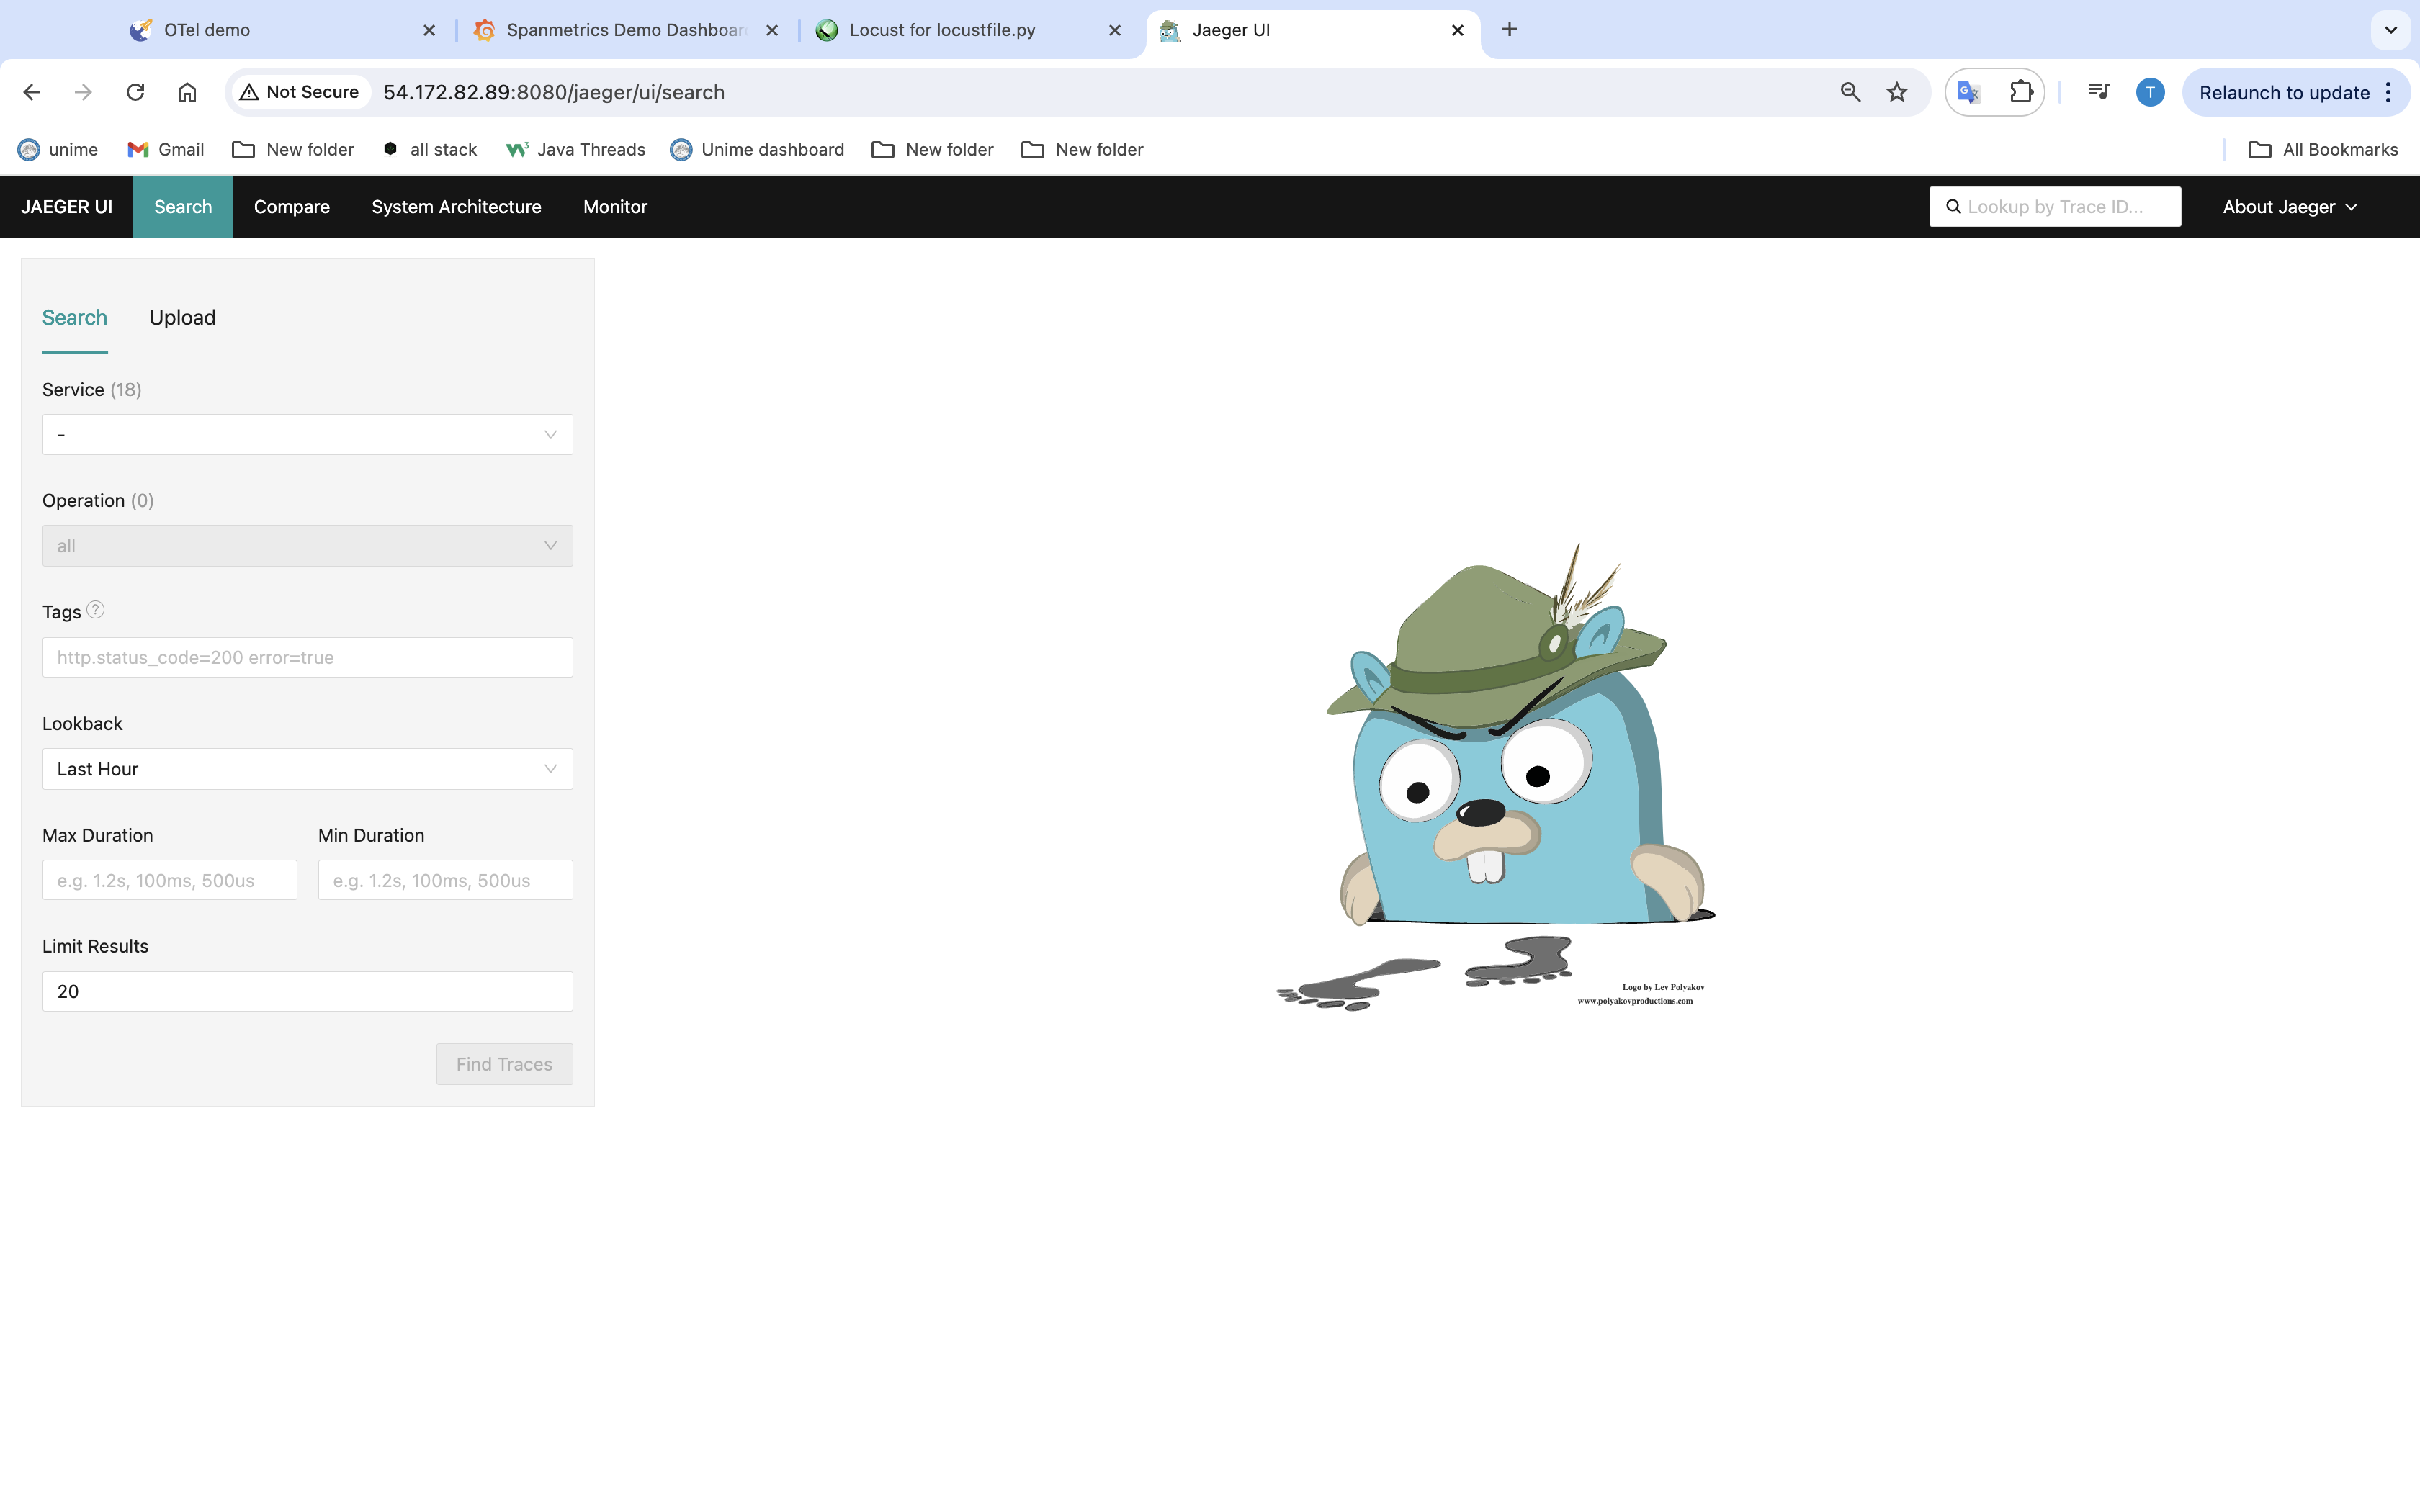 OTel demo
Spanmetrics Demo Dashboar
Locust for locustfile.py
Jaeger UI
Not Secure
54.172.82.89:8080/jaeger/ui/search
T
Relaunch to update
unime
Gmail
New folder
all stack
Java Threads
Unime dashboard
New folder
New folder
All Bookmarks
JAEGER UI
Search
Compare
System Architecture
Monitor
Lookup by Trace ID...
About Jaeger
Search
Upload
Service (18)
-
Operation (0)
all
Tags ?
http.status_code=200 error=true
Lookback
Last Hour
Max Duration
Min Duration
e.g. 1.2s, 100ms, 500us
e.g. 1.2s, 100ms, 500us
Limit Results
20
Find Traces
Logo by Lev Polyakov
www.polyakovproductions.com